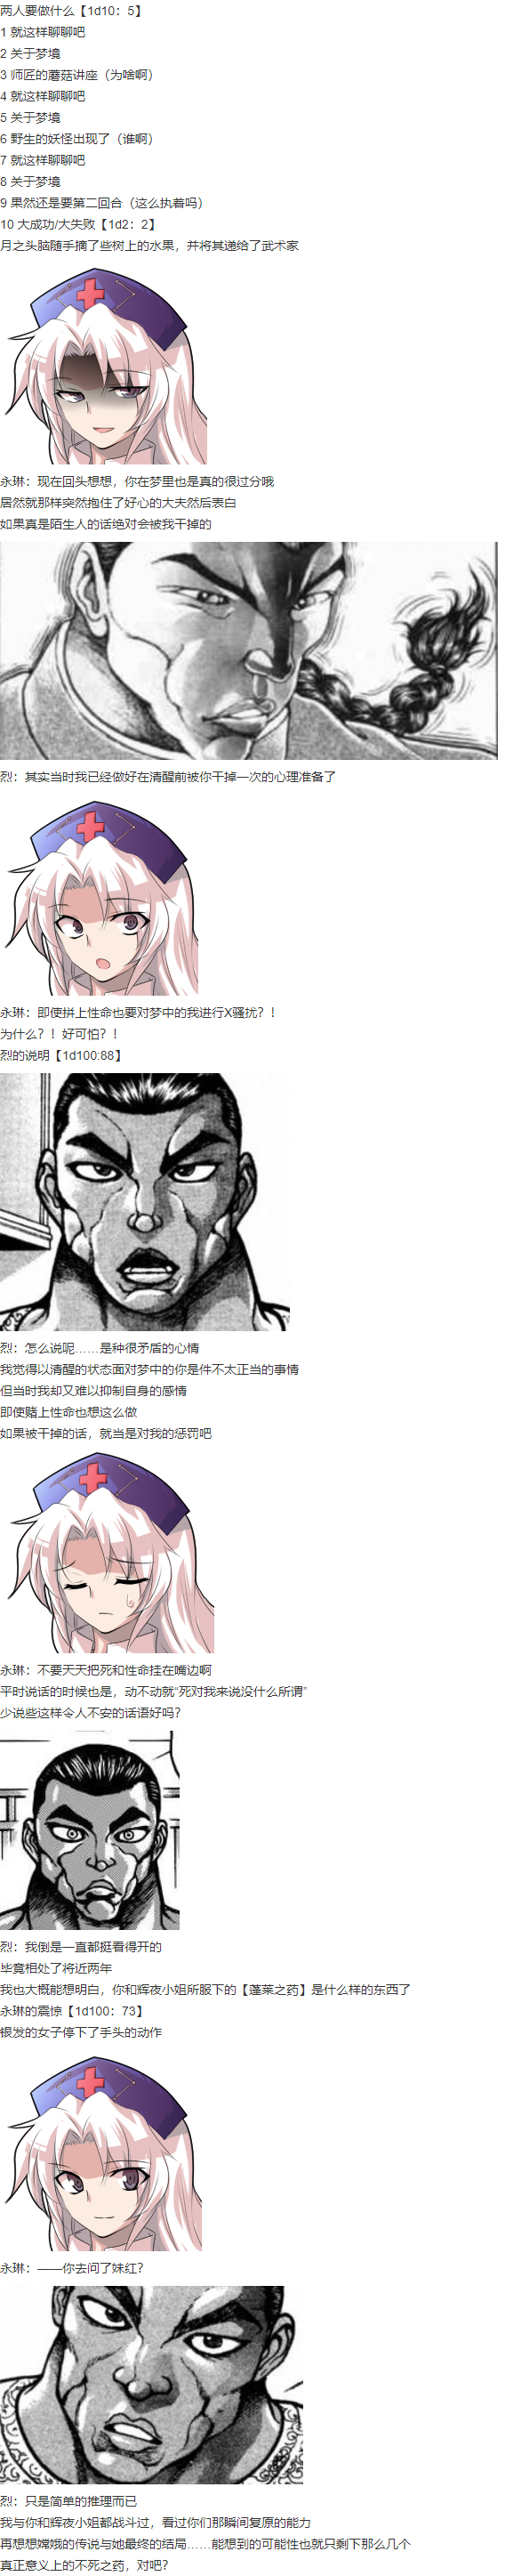 两人要做什么【1d10：5】
1 就这样聊聊吧
2 关于梦境
3 师匠的蘑菇讲座（为啥啊）
4 就这样聊聊吧
5 关于梦境
6 野生的妖怪出现了（谁啊）
7 就这样聊聊吧
8 关于梦境
9 果然还是要第二回合（这么执着吗）
10 大成功/大失败【1d2：2】
月之头脑随手摘了些树上的水果，并将其递给了武术家
永琳：现在回头想想，你在梦里也是真的很过分哦
居然就那样突然抱住了好心的大夫然后表白
如果真是陌生人的话绝对会被我干掉的
烈：其实当时我已经做好在清醒前被你干掉一次的心理准备了
永琳：即使拼上性命也要对梦中的我进行X骚扰？！
为什么？！好可怕？！
烈的说明【1d100:88】
烈：怎么说呢……是种很矛盾的心情
我觉得以清醒的状态面对梦中的你是件不太正当的事情
但当时我却又难以抑制自身的感情
即使赌上性命也想这么做
如果被干掉的话，就当是对我的惩罚吧
永琳：不要天天把死和性命挂在嘴边啊
平时说话的时候也是，动不动就“死对我来说没什么所谓”
少说些这样令人不安的话语好吗？
烈：我倒是一直都挺看得开的
毕竟相处了将近两年
我也大概能想明白，你和辉夜小姐所服下的【蓬莱之药】是什么样的东西了
永琳的震惊【1d100：73】
银发的女子停下了手头的动作
永琳：——你去问了妹红？
烈：只是简单的推理而已
我与你和辉夜小姐都战斗过，看过你们那瞬间复原的能力
再想想嫦娥的传说与她最终的结局……能想到的可能性也就只剩下那么几个
真正意义上的不死之药，对吧？